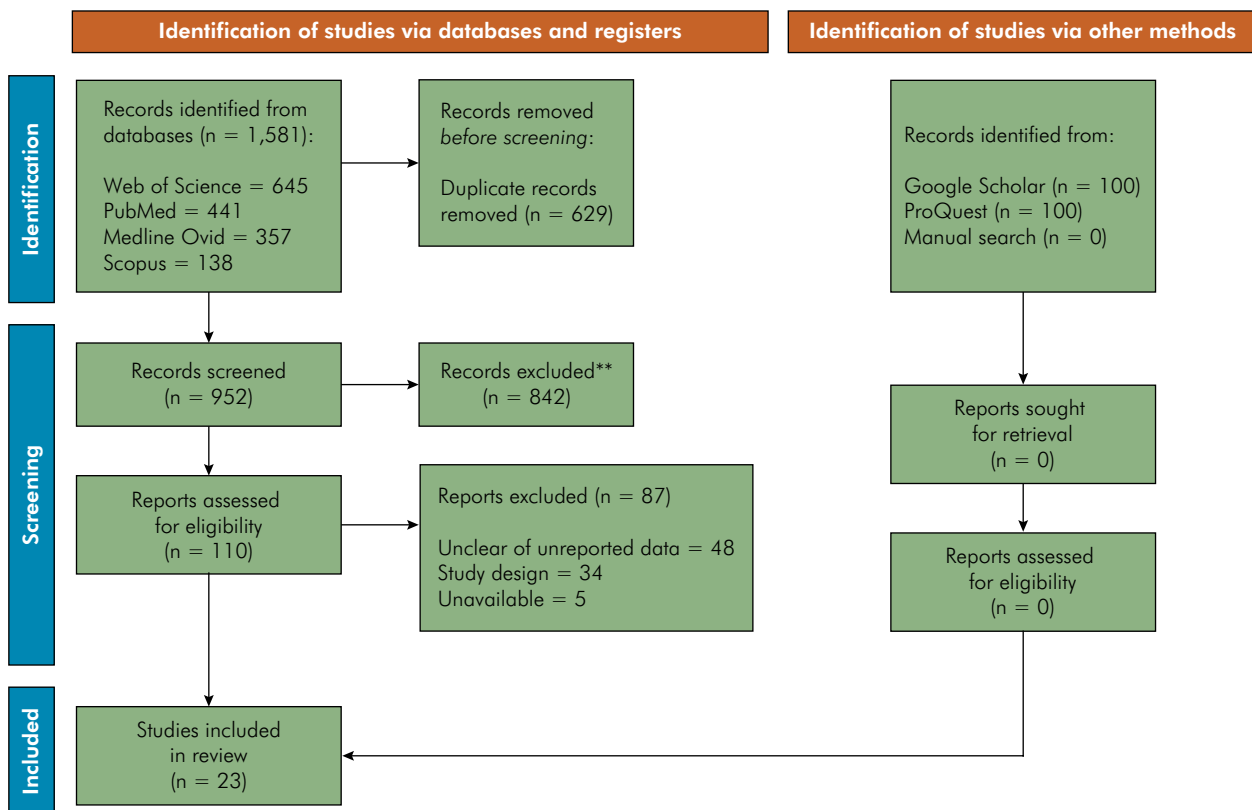 Identification of studies via databases and registers
Identification of studies via other methods
Identification
Records identified from
databases (n = 1,581):
Web of Science = 645
PubMed = 441
Medline Ovid = 357
Scopus = 138
Records removed
before screening:
Duplicate records
removed (n = 629)
Records identified from:
Google Scholar (n = 100)
ProQuest (n = 100)
Manual search (n = 0)
Screening
Records screened
(n = 952)
Records excluded**
(n = 842)
Reports sought
for retrieval
(n = 0)
Reports assessed
for eligibility
(n = 110)
Reports excluded (n = 87)
Unclear of unreported data = 48
Study design = 34
Unavailable = 5
Reports assessed
for eligibility
(n = 0)
Included
Studies included
in review
(n = 23)